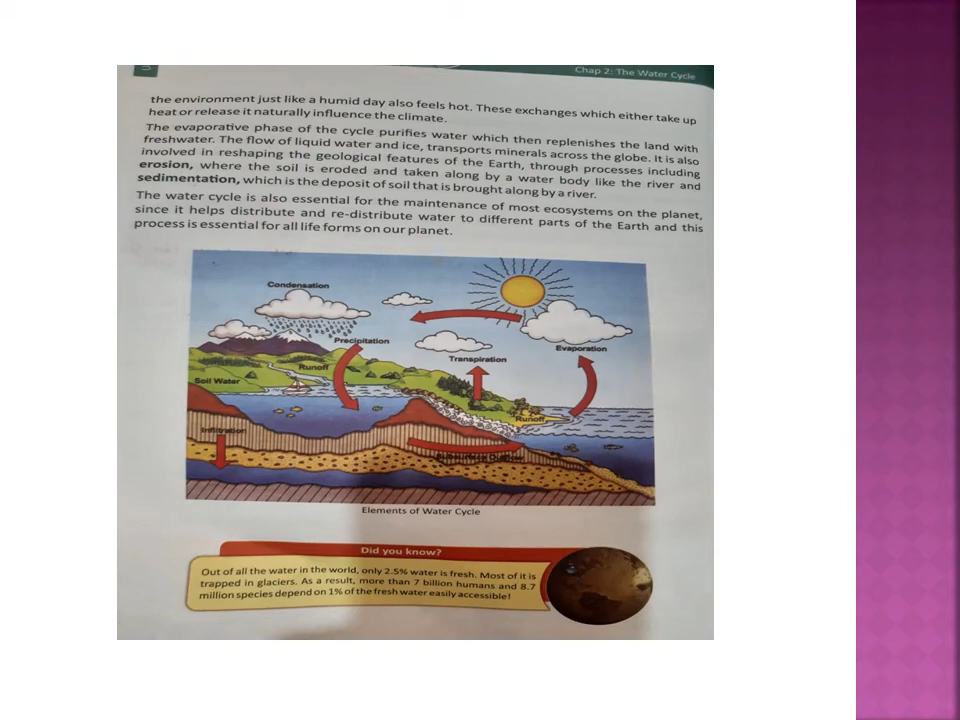 Chap 2: The Water Cycle
the environment just like a humid day also feels hot. These exchanges which either take up
heat or release it naturally influence the climate.
The evaporative phase of the cycle purifies water which then replenishes the land with
freshwater. The flow of liquid water and ice, transports minerals across the globe. It is also
involved in reshaping the geological features of the Earth, through processes including
erosion, where the soil is eroded and taken along by a water body like the river and
sedimentation, which is the deposit of soil that is brought along by a river.
The water cycle is also essential for the maintenance of most ecosystems on the planet,
since it helps distribute and re-distribute water to different parts of the Earth and this
process is essential for all life forms on our planet.
Condensation
Precipitation
Evaporation
Transpiration
Runoff
Soil Water
Runoff
Infiltration
Elements of Water Cycle
Did you know?
Out of all the water in the world, only 2.5% water is fresh. Most of it is
trapped in glaciers. As a result, more than 7 billion humans and 8.7
million species depend on 1% of the fresh water easily accessible!